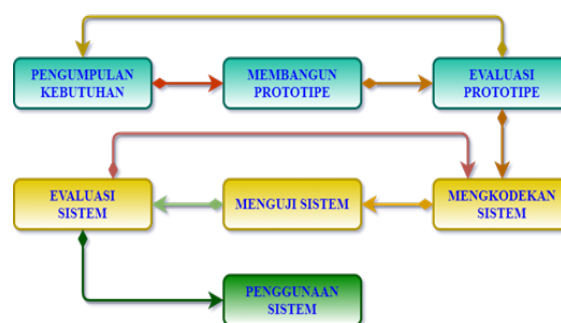 PENGUMPULAN
KEBUTUHAN
MEMBANGUN
PROTOTIPE
EVALUASI
PROTOTIPE
EVALUASI
SISTEM
MENGUJI SISTEM
MENGKODEKAN
SISTEM
PENGGUNAAN
SISTEM